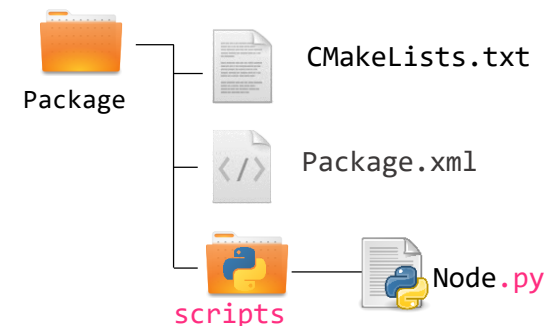 CMakeLists.txt
Package
Package.xml
Node.py
scripts